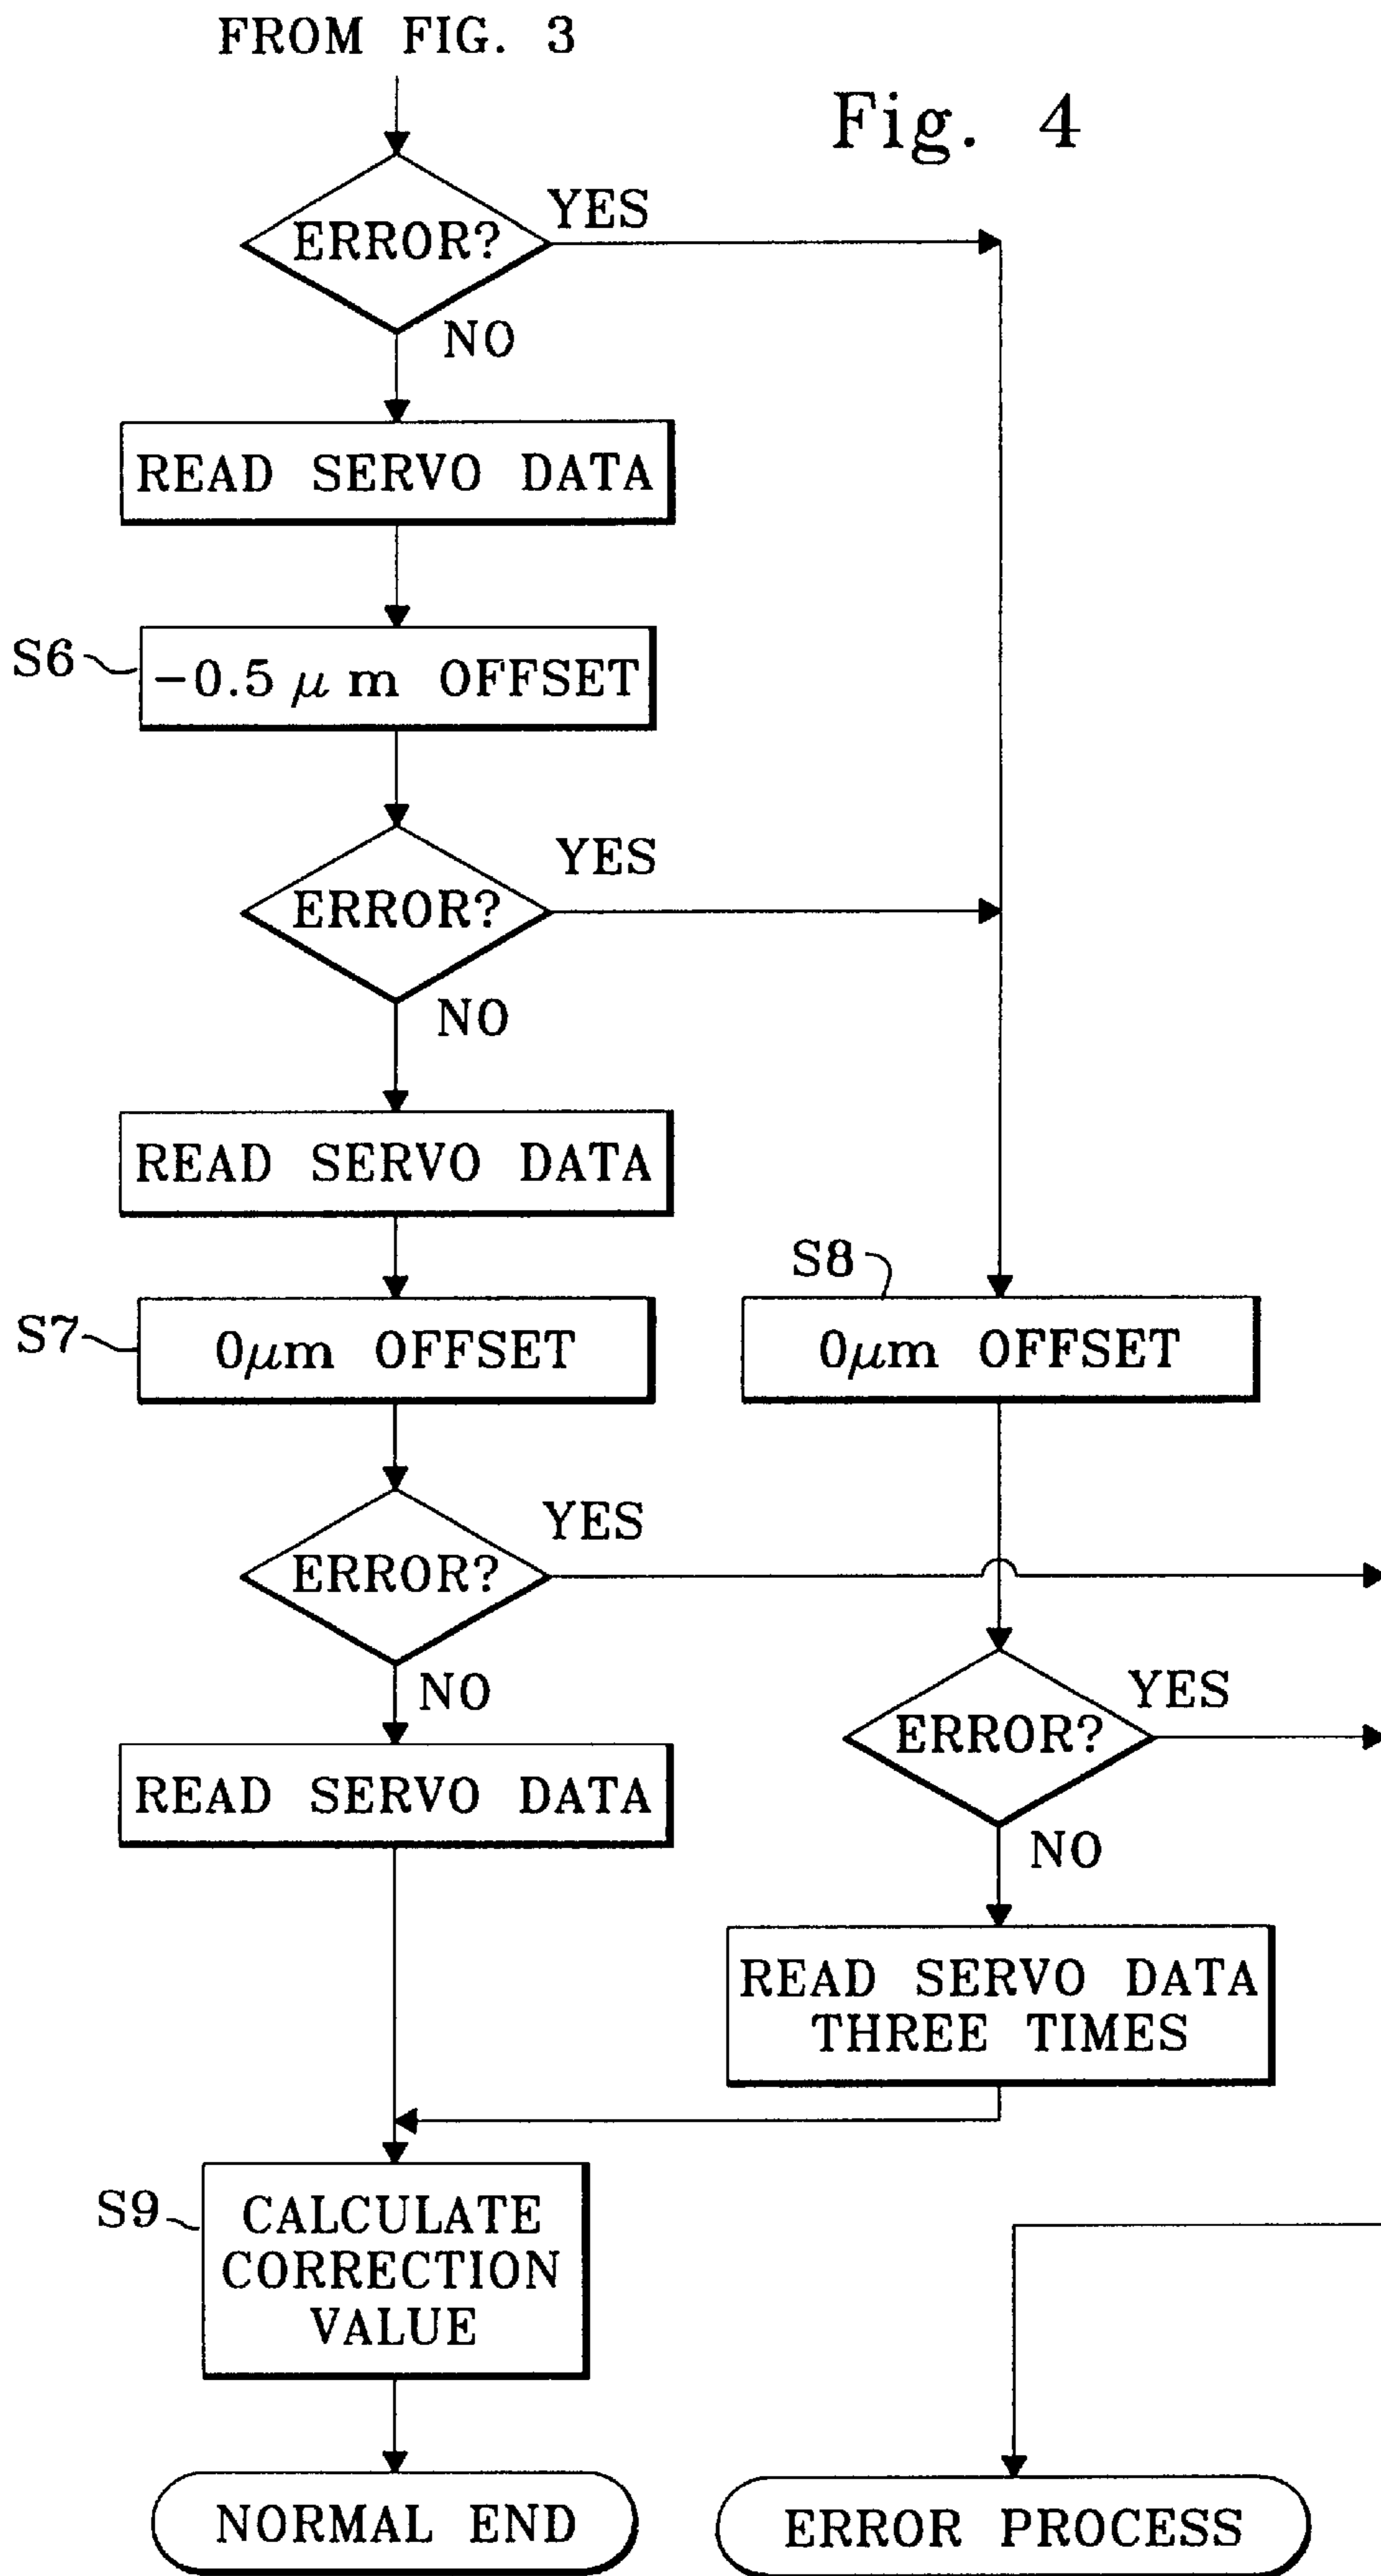 FROM FIG. 3
Fig. 4
ERROR?
YES
NO
READ SERVO DATA
S6
-0.5 μ m OFFSET
ERROR?
YES
NO
READ SERVO DATA
S7
0μm OFFSET
S8
0μm OFFSET
ERROR?
YES
NO
READ SERVO DATA
ERROR?
YES
NO
READ SERVO DATA
THREE TIMES
S9
CALCULATE
CORRECTION
VALUE
NORMAL END
ERROR PROCESS